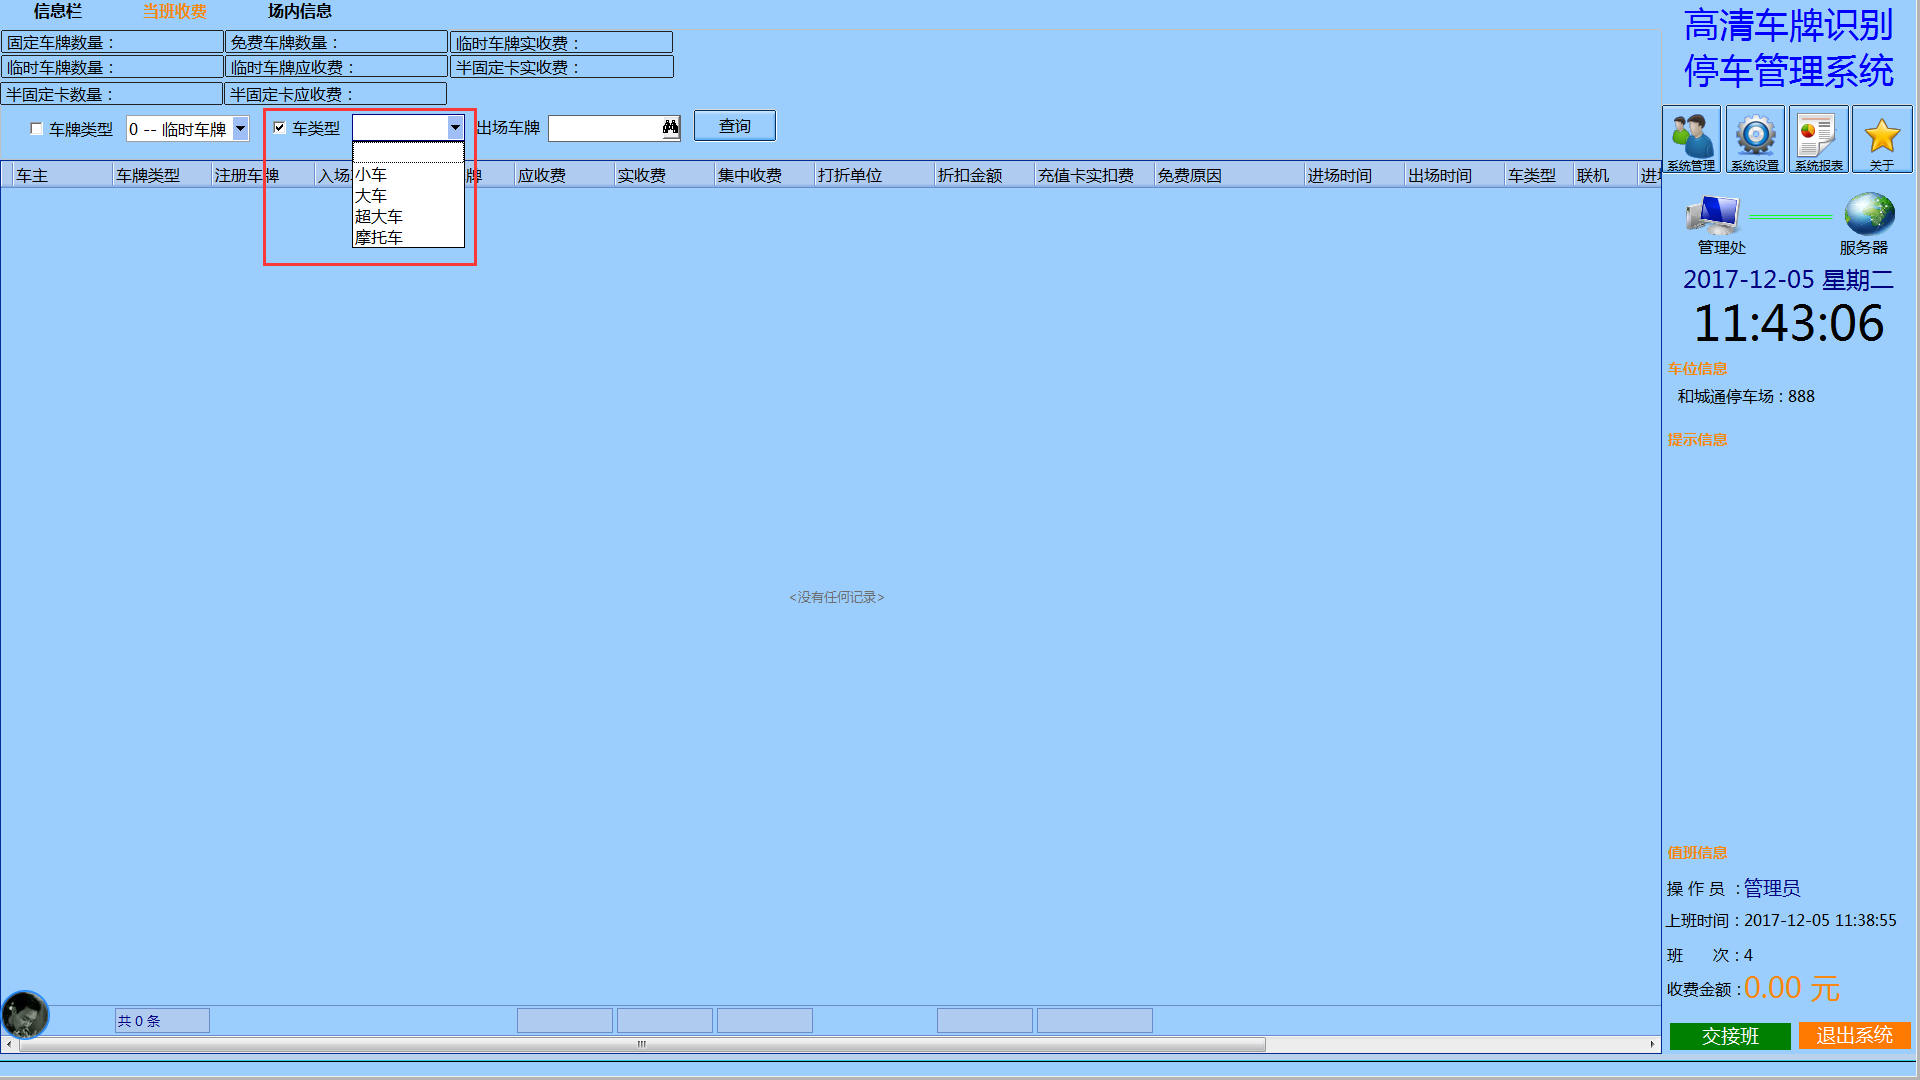 信息栏 当班收费 场内信息
固定车牌数量： 免费车牌数量： 临时车牌实收费：
临时车牌数量： 临时车牌应收费： 半固定卡实收费：
半固定卡数量： 半固定卡应收费：
车牌类型 0 -- 临时车牌 车类型 出场车牌 查询
小车
大车
超大车
摩托车
车主 车牌类型 注册车牌 入场 牌 应收费 实收费 集中收费 打折单位 折扣金额 充值卡实扣费 免费原因 进场时间 出场时间 车类型 联机 进
<没有任何记录>
共 0 条
高清车牌识别
停车管理系统
系统管理 系统设置 系统报表 关于
管理处 服务器
2017-12-05 星期二
11:43:06
车位信息
和城通停车场：888
提示信息
值班信息
操 作 员 ：管理员
上班时间：2017-12-05 11:38:55
班 次：4
收费金额：0.00 元
交接班 退出系统